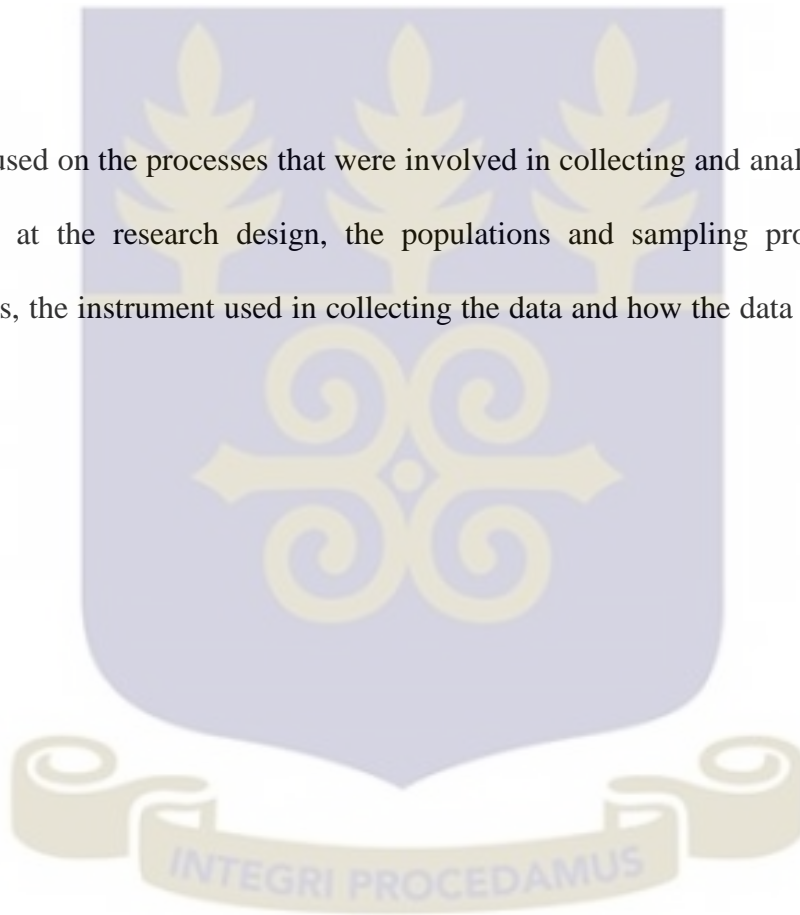 used on the processes that were involved in collecting and anal
at the research design, the populations and sampling pro
s, the instrument used in collecting the data and how the data
INTEGRI PROCEDAMUS